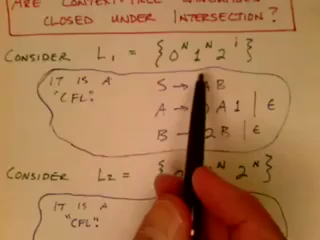 ARE CONTEXT-FREE
CLOSED UNDER INTERSECTION?
CONSIDER L₁ = { 0ᴺ 1ᴺ 2ⁱ }
IT IS A "CFL".
S → AB
A → 0 A 1 | ε
B → 2B | ε
CONSIDER L₂ = { 2ᴺ }
IT IS A "CFL".